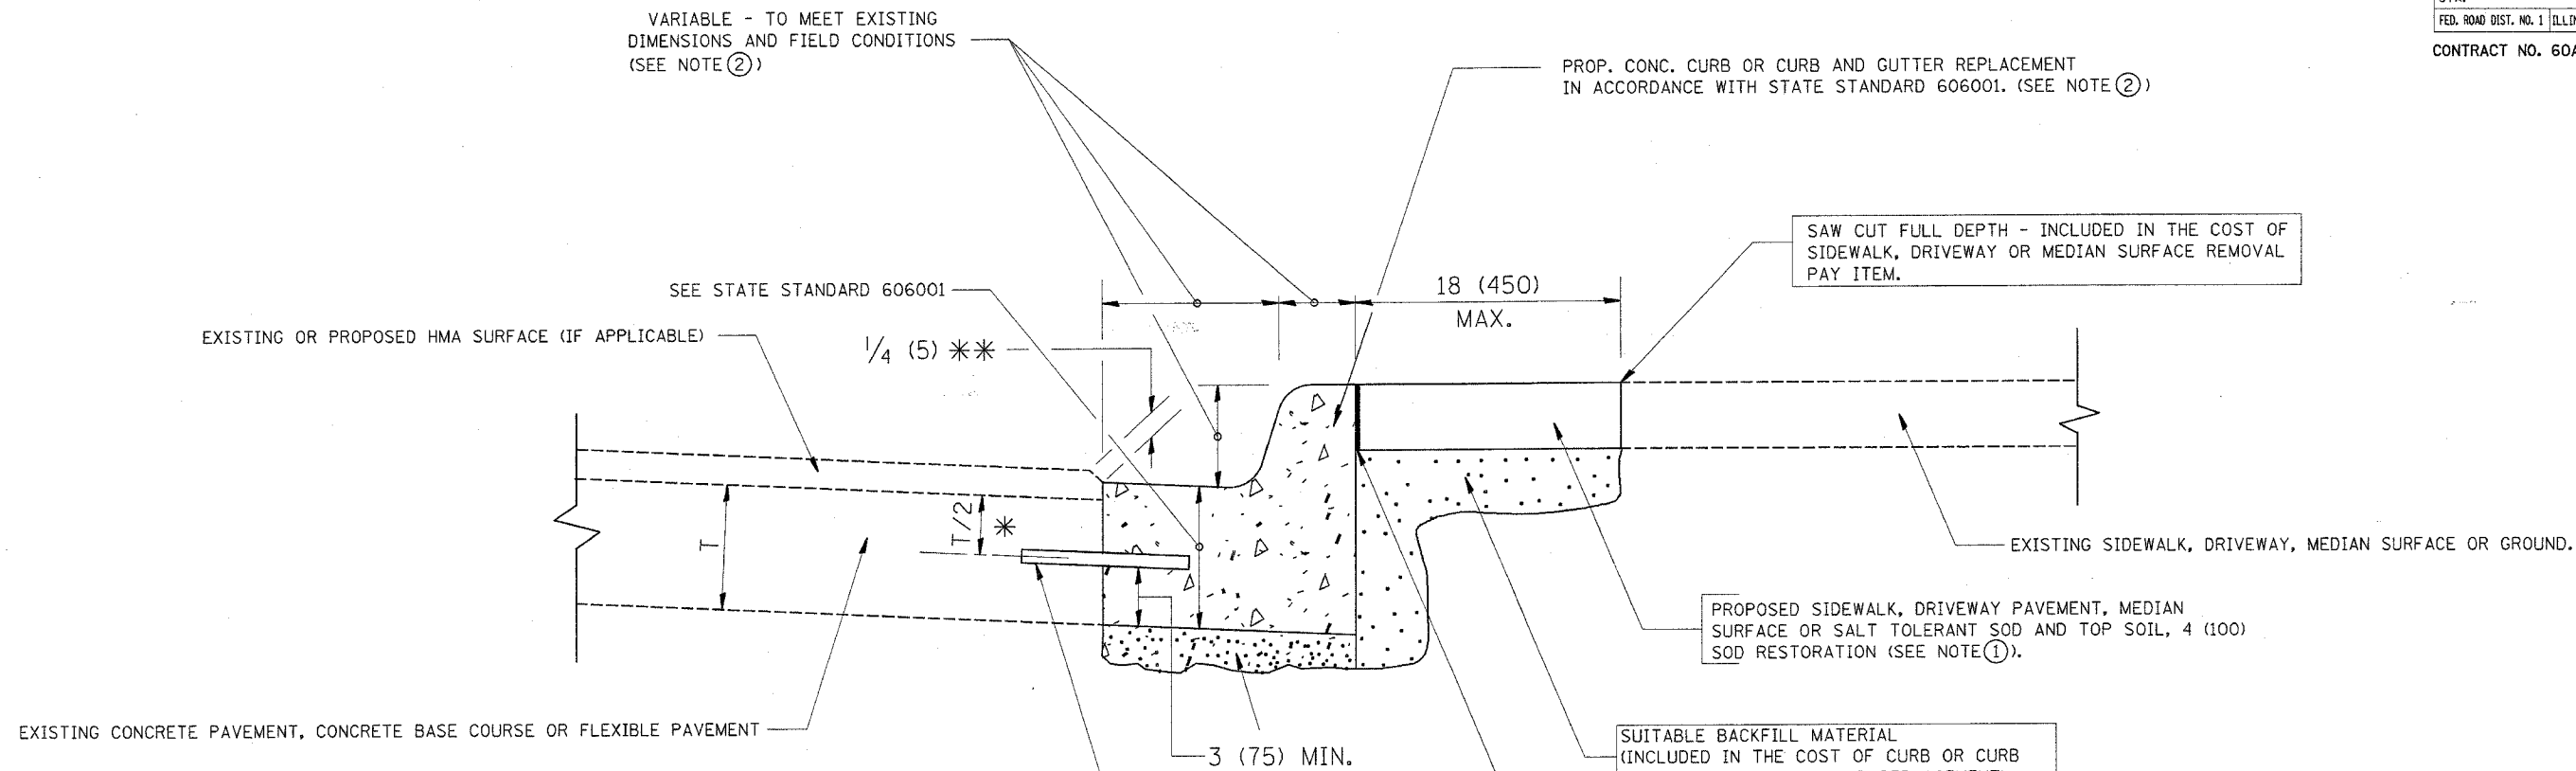 VARIABLE - TO MEET EXISTING
DIMENSIONS AND FIELD CONDITIONS
(SEE NOTE ②)
FED. ROAD DIST. NO. 1
CONTRACT NO. 60
PROP. CONC. CURB OR CURB AND GUTTER REPLACEMENT
IN ACCORDANCE WITH STATE STANDARD 606001. (SEE NOTE ②)
SAW CUT FULL DEPTH - INCLUDED IN THE COST OF
SIDEWALK, DRIVEWAY OR MEDIAN SURFACE REMOVAL
PAY ITEM.
SEE STATE STANDARD 606001
18 (450)
MAX.
EXISTING OR PROPOSED HMA SURFACE (IF APPLICABLE)
1/4 (5) **
T
T/2
*
EXISTING SIDEWALK, DRIVEWAY, MEDIAN SURFACE OR GROUND.
PROPOSED SIDEWALK, DRIVEWAY PAVEMENT, MEDIAN
SURFACE OR SALT TOLERANT SOD AND TOP SOIL, 4 (100)
SOD RESTORATION (SEE NOTE ①).
EXISTING CONCRETE PAVEMENT, CONCRETE BASE COURSE OR FLEXIBLE PAVEMENT
3 (75) MIN.
SUITABLE BACKFILL MATERIAL
(INCLUDED IN THE COST OF CURB OR CURB